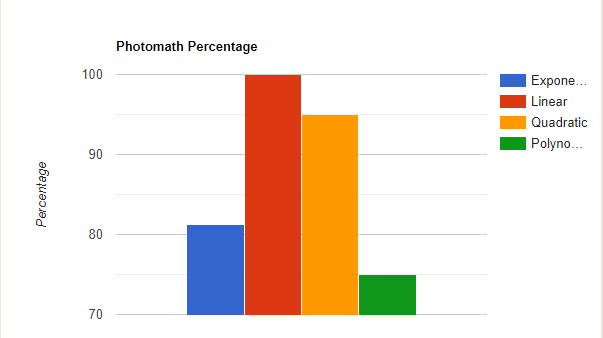 Photomath Percentage
100
90
80
70
Percentage
Expone...
Linear
Quadratic
Polyno...